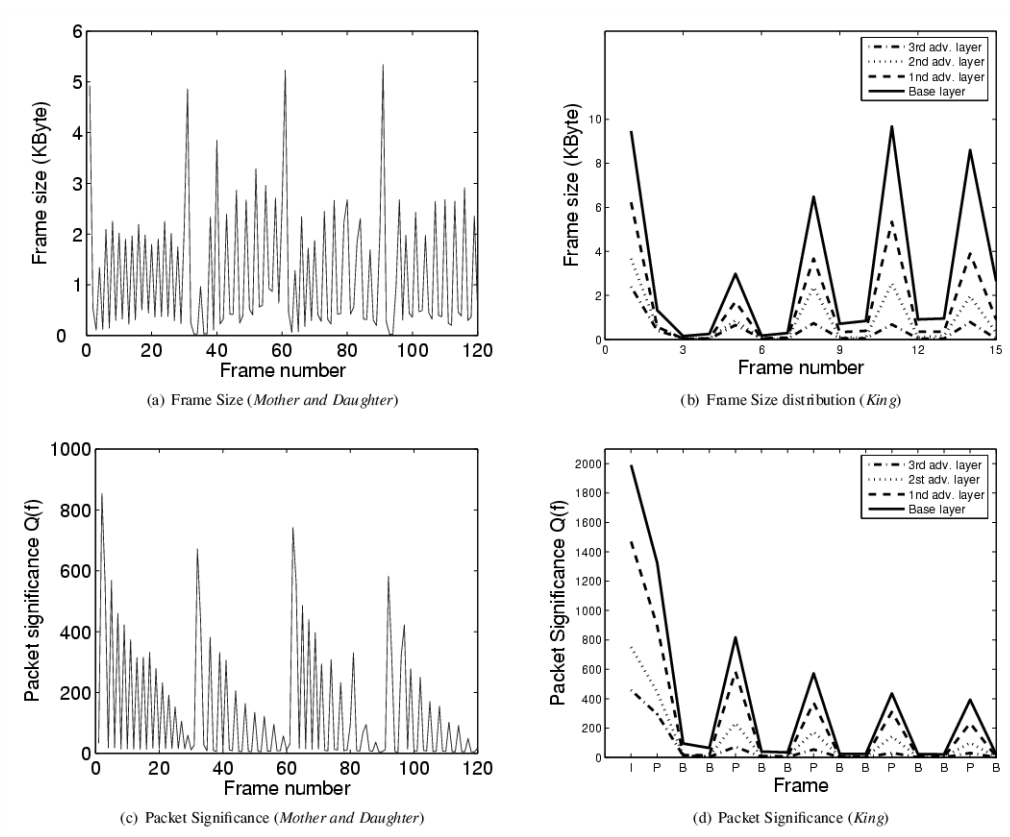 6
5
4
3
2
1
0
0 20 40 60 80 100 120
Frame size (KByte)
Frame number
(a) Frame Size (Mother and Daughter)
3rd adv. layer
2nd adv. layer
1nd adv. layer
Base layer
10
8
6
4
2
0
0 3 6 9 12 15
Frame size (KByte)
Frame number
(b) Frame Size distribution (King)
1000
800
600
400
200
0
0 20 40 60 80 100 120
Packet significance Q(f)
Frame number
(c) Packet Significance (Mother and Daughter)
3rd adv. layer
2st adv. layer
1nd adv. layer
Base layer
2000
1800
1600
1400
1200
1000
800
600
400
200
0
I P B B P B B P B B P B B P B
Packet Significance Q(f)
Frame
(d) Packet Significance (King)